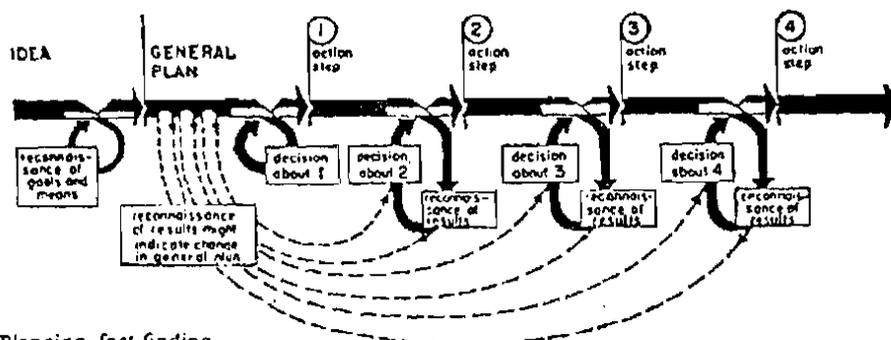 IDEA
GENERAL
PLAN
1
action
step
2
action
step
3
action
step
4
action
step
reconnais-
sance of
goals and
means
decision
about 1
decision
about 2
decision
about 3
decision
about 4
reconnais-
sance of
results
reconnais-
sance of
results
reconnais-
sance of
results
reconnaissance
of results might
indicate change
in general plan
Planning, fact-finding